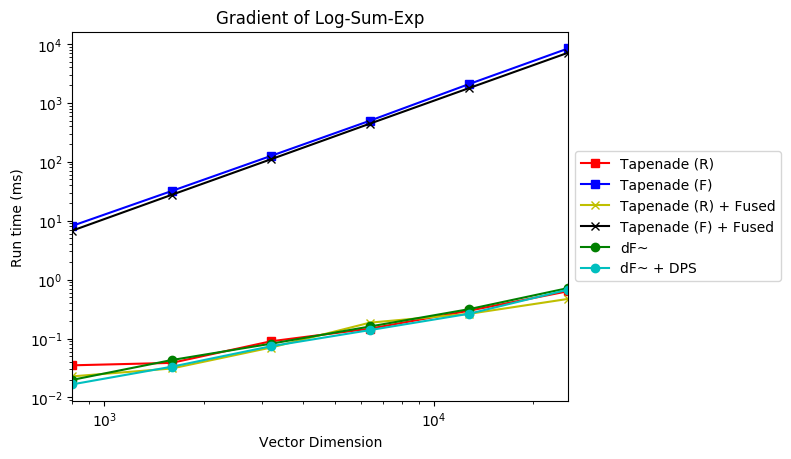 Gradient of Log-Sum-Exp
10^4
10^3
10^2
10^1
10^0
10^-1
10^-2
Run time (ms)
10^3
10^4
Vector Dimension
Tapenade (R)
Tapenade (F)
Tapenade (R) + Fused
Tapenade (F) + Fused
dF~
dF~ + DPS